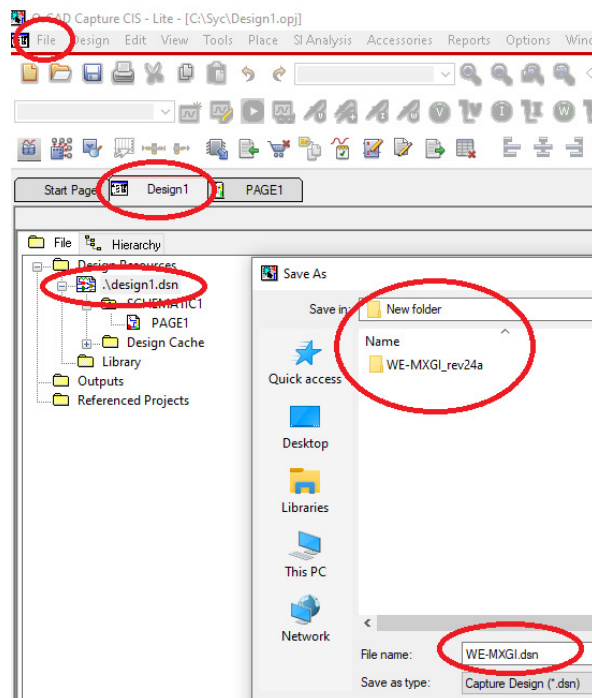 OrCAD Capture CIS - Lite - [C:\Syc\Design1.opj]
File Design Edit View Tools Place SI Analysis Accessories Reports Options
Start Page Design1 PAGE1
File Hierarchy
Design Resources
.\design1.dsn
SCHEMATIC1
PAGE1
Design Cache
Library
Outputs
Referenced Projects
Save As
Save in: New folder
Name
WE-MXGI_rev24a
Quick access
Desktop
Libraries
This PC
Network
File name: WE-MXGI.dsn
Save as type: Capture Design (*.dsn)